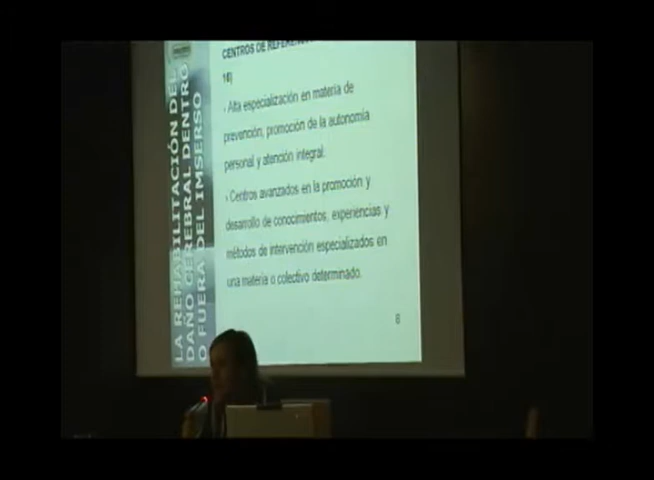 LA REHABILITACIÓN DEL
DAÑO CEREBRAL DENTRO
O FUERA DEL IMSERSO
CENTROS DE
16)
- Alta especialización en materia de
prevención, promoción de la autonomía
personal y atención integral.
- Centros avanzados en la promoción y
desarrollo de conocimientos, experiencias y
métodos de intervención especializados en
una materia o colectivo determinado.